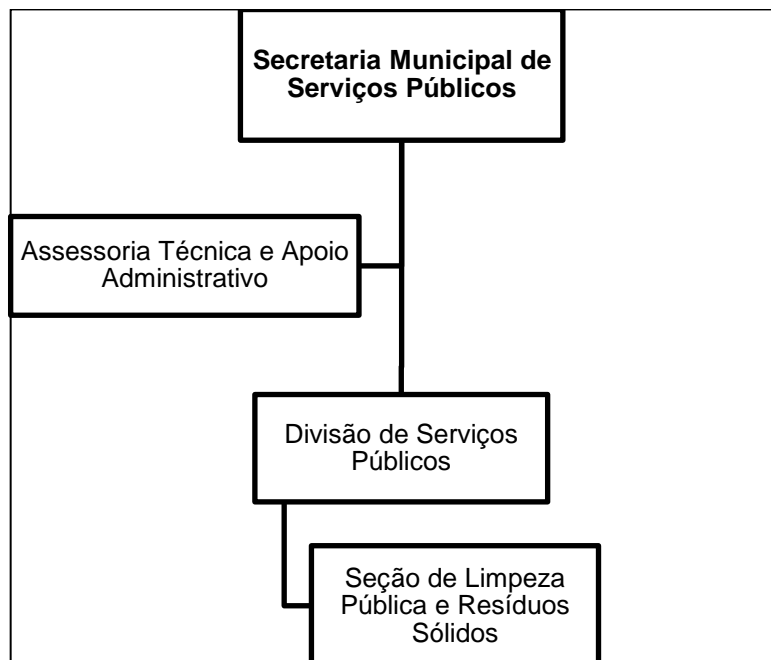 Secretaria Municipal de
Serviços Públicos
Assessoria Técnica e Apoio
Administrativo
Divisão de Serviços
Públicos
Seção de Limpeza
Pública e Resíduos
Sólidos